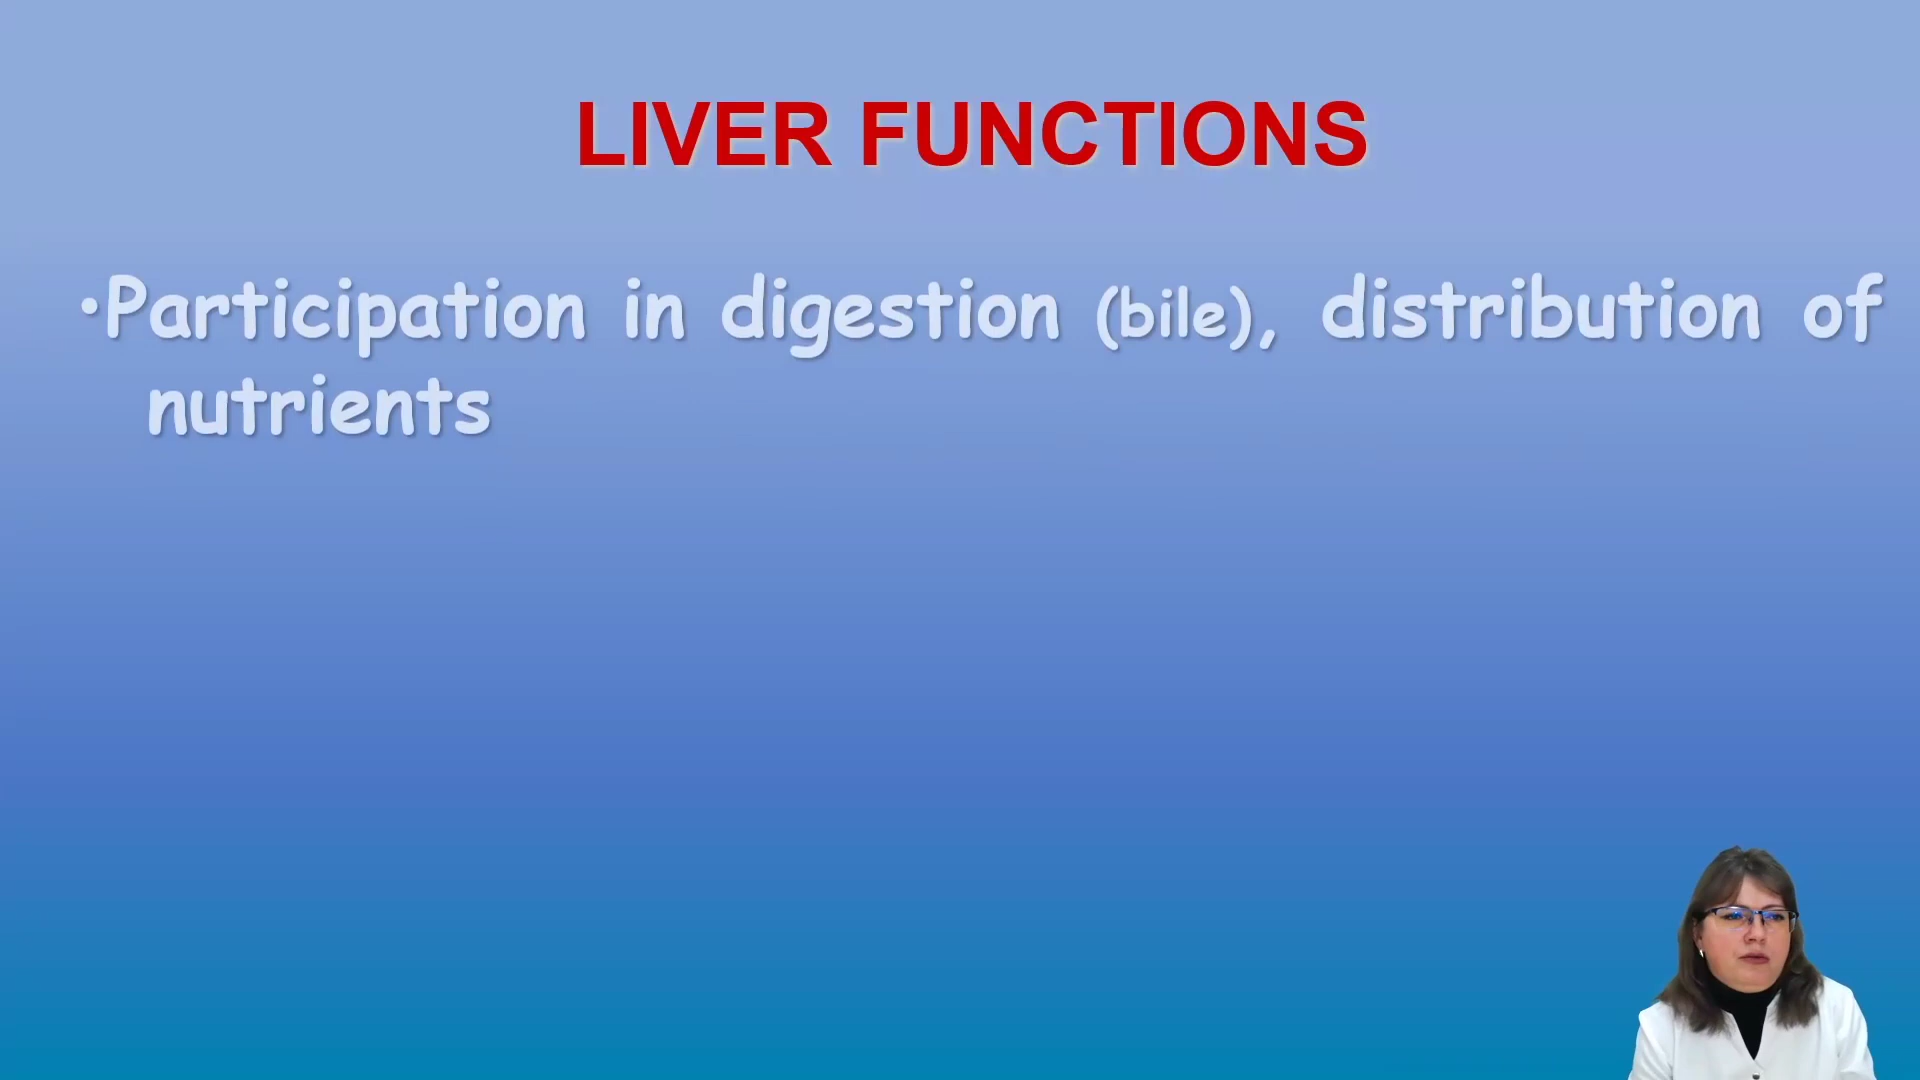 LIVER FUNCTIONS
•Participation in digestion (bile), distribution of
nutrients